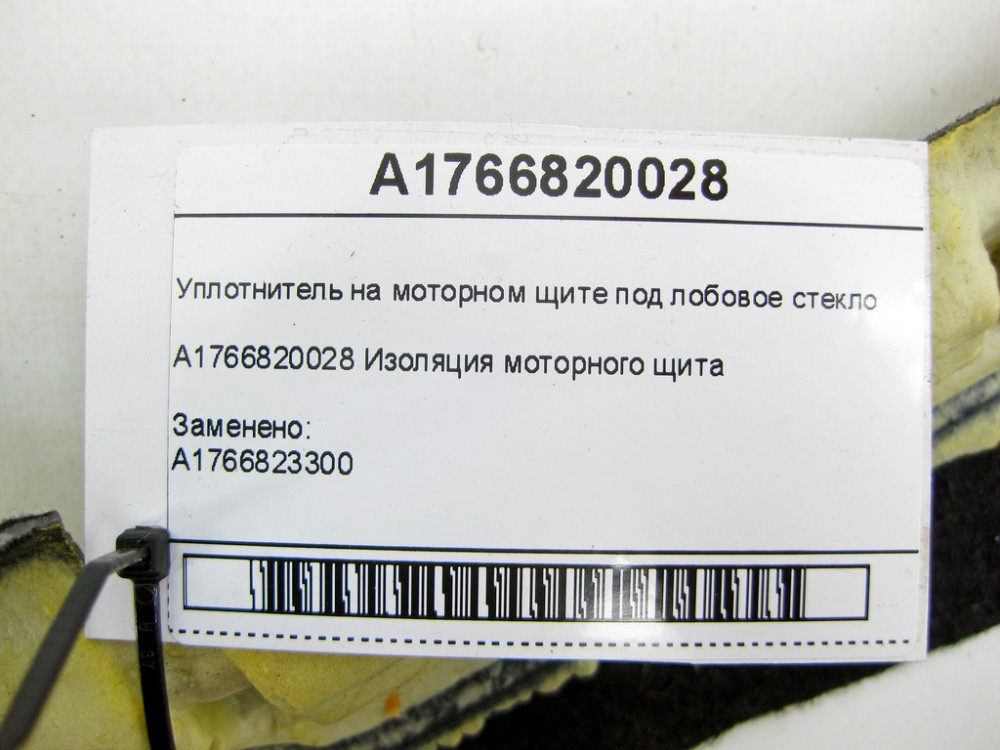 A1766820028
Уплотнитель на моторном щите под лобовое стекло
A1766820028 Изоляция моторного щита
Заменено:
A1766823300